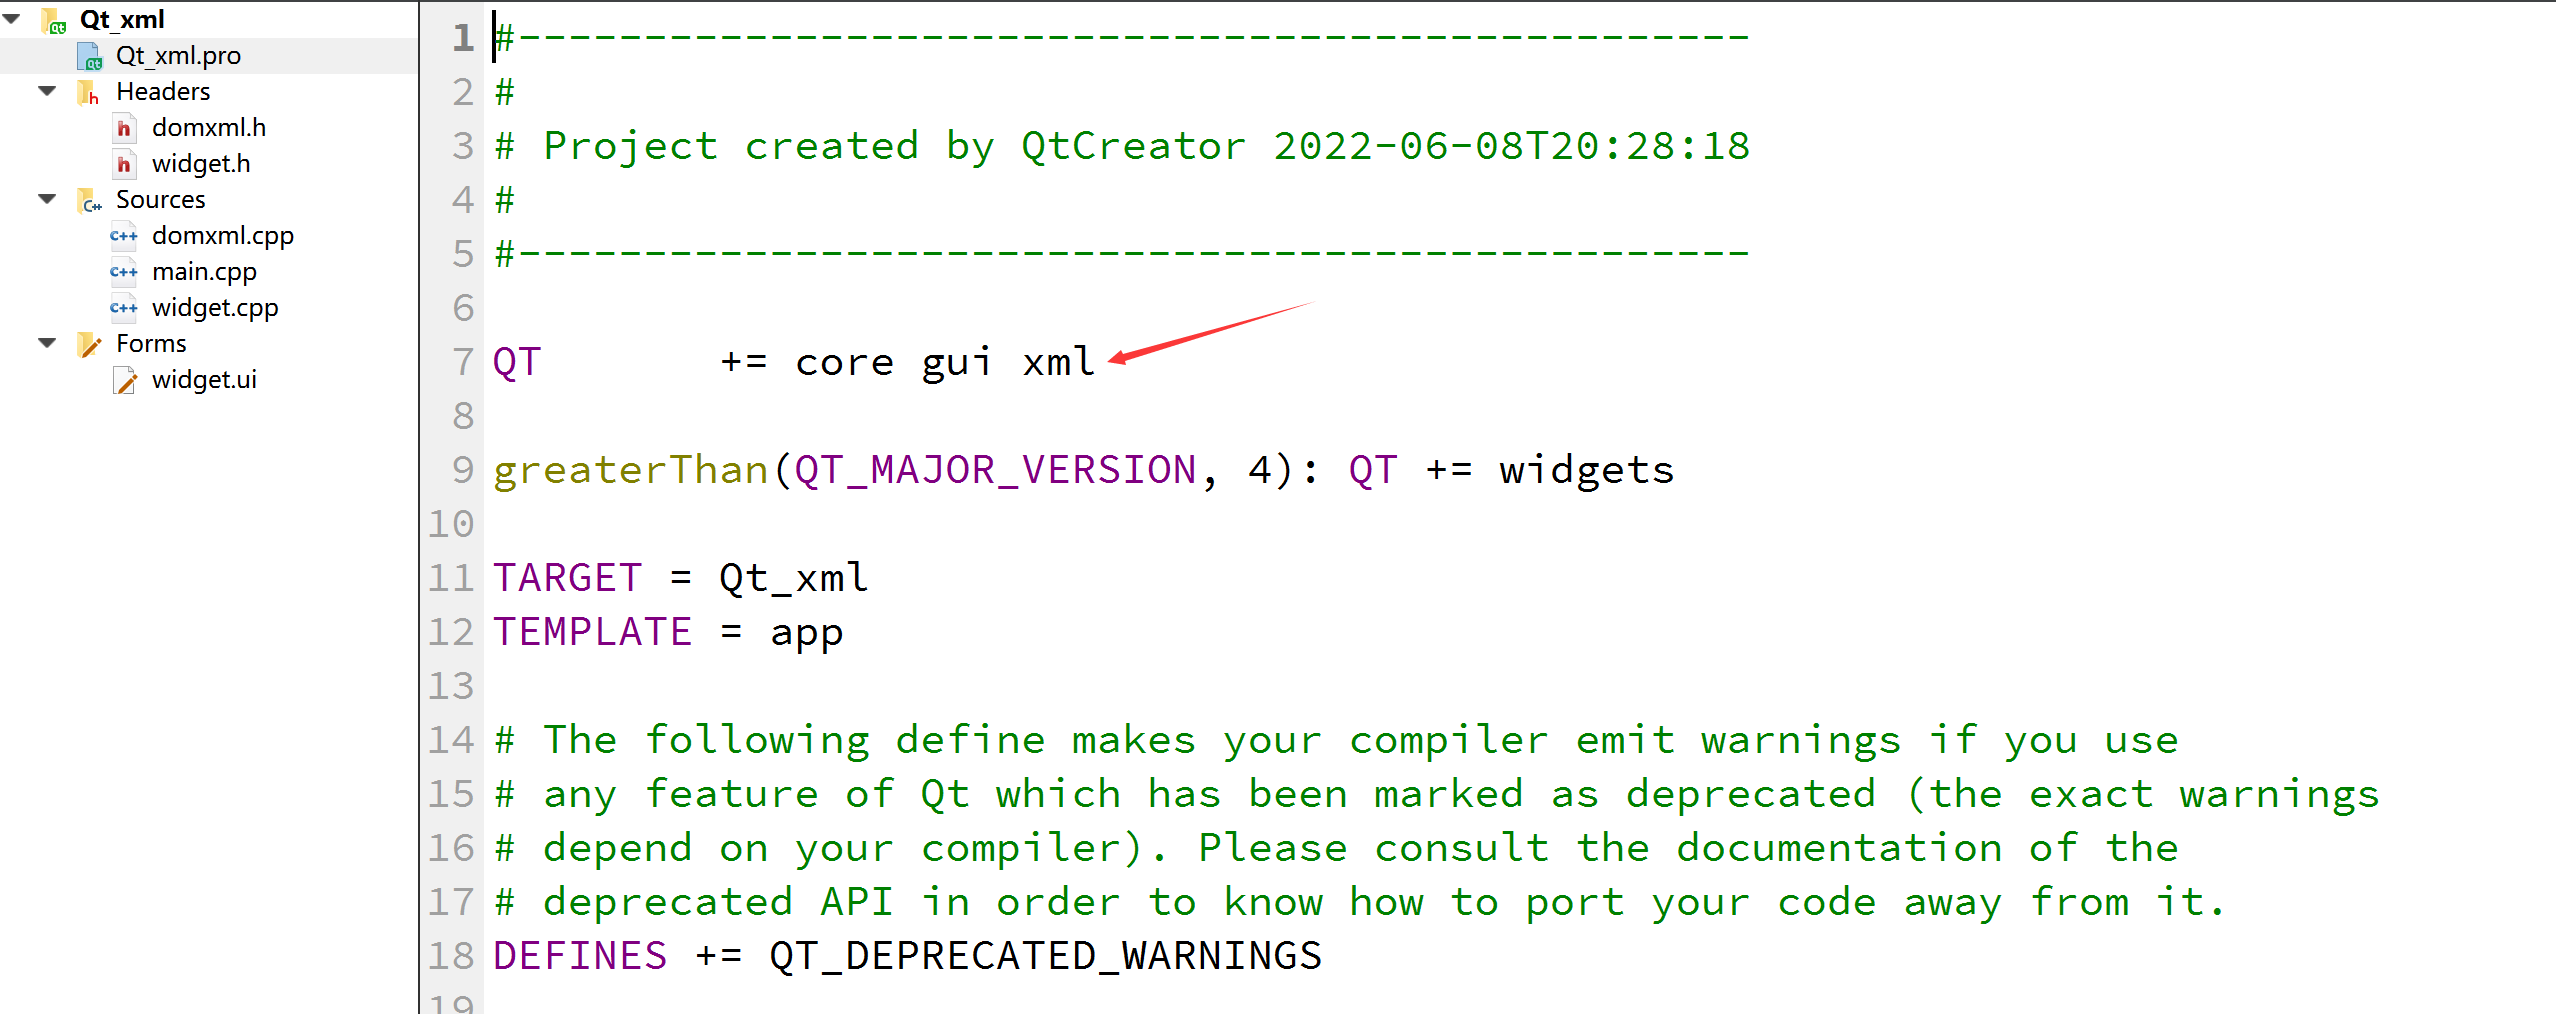 Qt_xml
Qt_xml.pro
Headers
domxml.h
widget.h
Sources
domxml.cpp
main.cpp
widget.cpp
Forms
widget.ui
1 #-------------------------------------------------
2 #
3 # Project created by QtCreator 2022-06-08T20:28:18
4 #
5 #-------------------------------------------------
6
7 QT       += core gui xml
8
9 greaterThan(QT_MAJOR_VERSION, 4): QT += widgets
10
11 TARGET = Qt_xml
12 TEMPLATE = app
13
14 # The following define makes your compiler emit warnings if you use
15 # any feature of Qt which has been marked as deprecated (the exact warnings
16 # depend on your compiler). Please consult the documentation of the
17 # deprecated API in order to know how to port your code away from it.
18 DEFINES += QT_DEPRECATED_WARNINGS
19